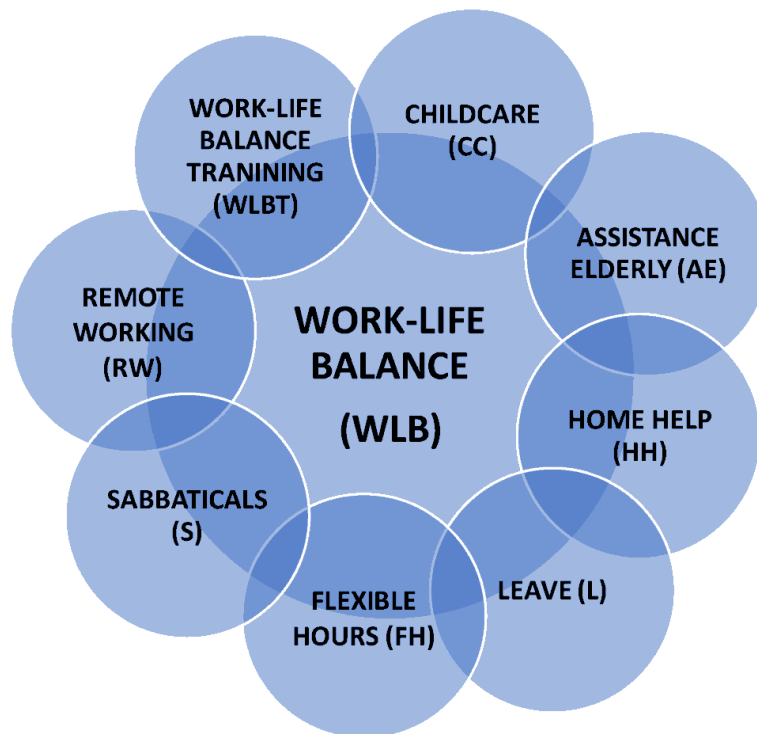 WORK-LIFE
BALANCE
TRANINING
(WLBT)
CHILDCARE
(CC)
ASSISTANCE
ELDERLY (AE)
REMOTE
WORKING
(RW)
WORK-LIFE
BALANCE
(WLB)
HOME HELP
(HH)
SABBATICALS
(S)
FLEXIBLE
HOURS (FH)
LEAVE (L)